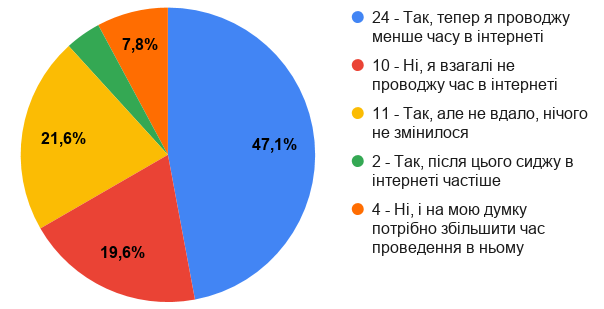 7,8%
47,1%
21,6%
19,6%
24 - Так, тепер я проводжу
менше часу в інтернеті
10 - Ні, я взагалі не
проводжу час в інтернеті
11 - Так, але не вдало, нічого
не змінилося
2 - Так, після цього сиджу в
інтернеті частіше
4 - Ні, і на мою думку
потрібно збільшити час
проведення в ньому